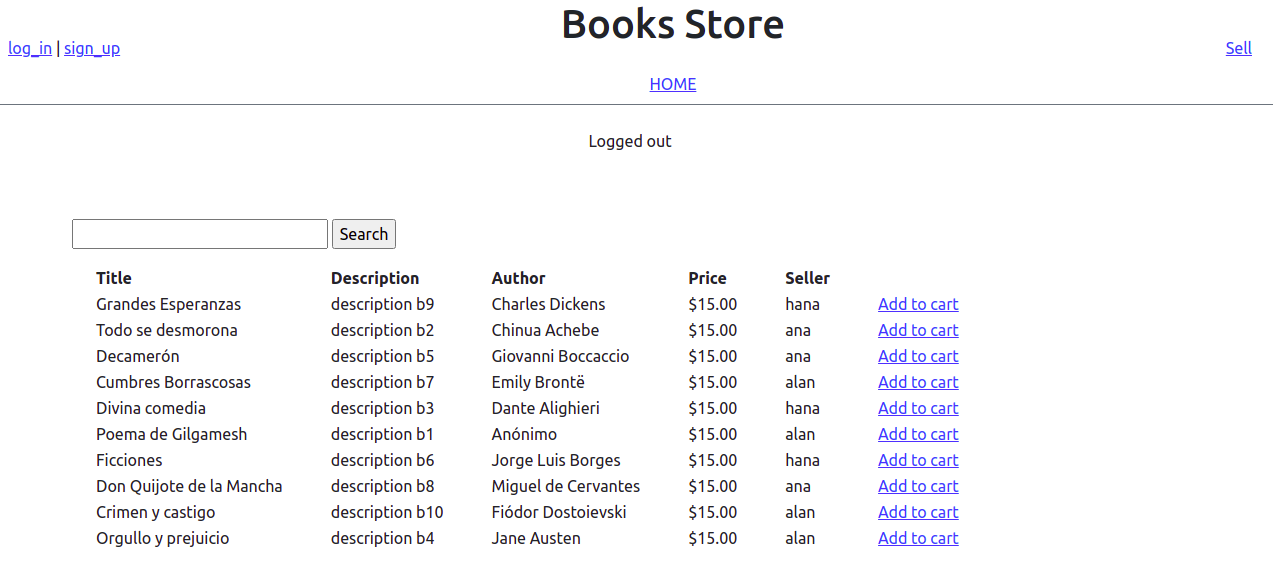 Books Store
log_in | sign_up Sell
HOME
Logged out
Search
Title Description Author Price Seller
Grandes Esperanzas description b9 Charles Dickens $15.00 hana Add to cart
Todo se desmorona description b2 Chinua Achebe $15.00 ana Add to cart
Decamerón description b5 Giovanni Boccaccio $15.00 ana Add to cart
Cumbres Borrascosas description b7 Emily Brontë $15.00 alan Add to cart
Divina comedia description b3 Dante Alighieri $15.00 hana Add to cart
Poema de Gilgamesh description b1 Anónimo $15.00 alan Add to cart
Ficciones description b6 Jorge Luis Borges $15.00 hana Add to cart
Don Quijote de la Mancha description b8 Miguel de Cervantes $15.00 ana Add to cart
Crimen y castigo description b10 Fiódor Dostoievski $15.00 alan Add to cart
Orgullo y prejuicio description b4 Jane Austen $15.00 alan Add to cart